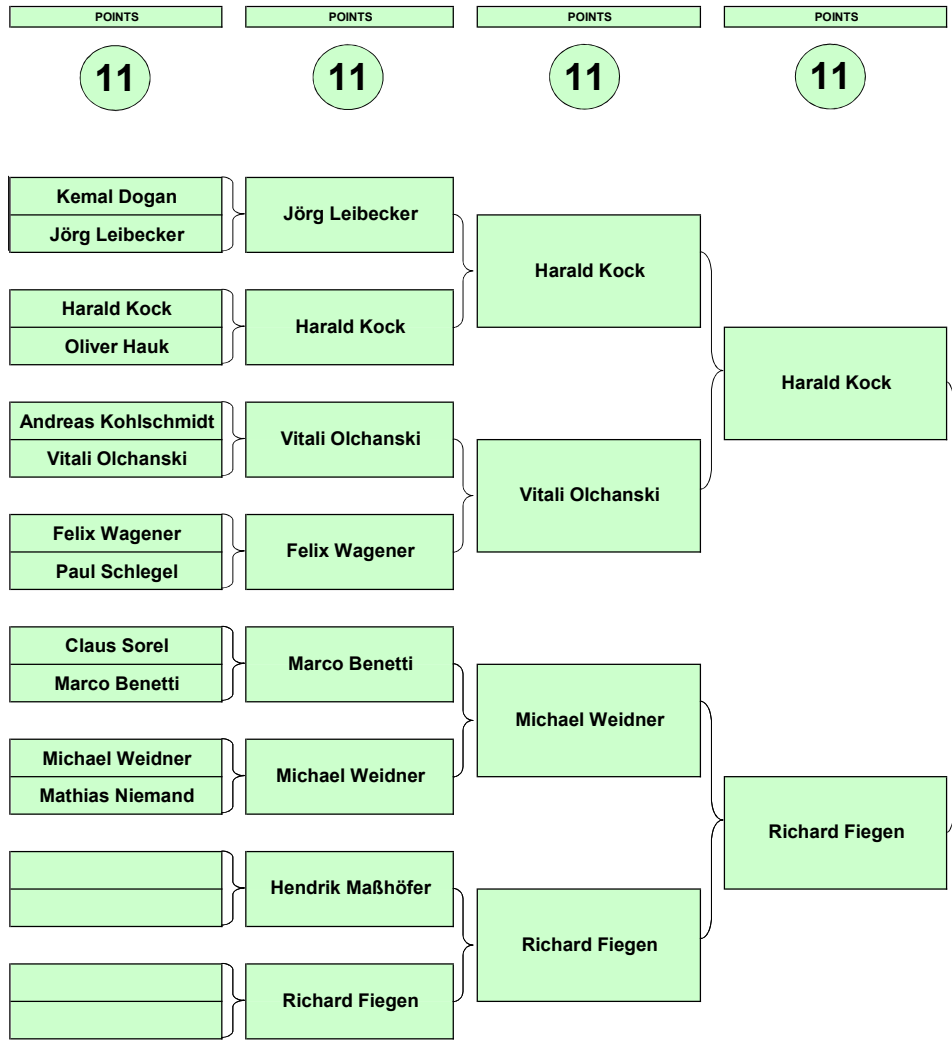 POINTS
POINTS
POINTS
POINTS
11
11
11
11
Kemal Dogan
Jörg Leibecker
Harald Kock
Oliver Hauk
Andreas Kohlschmidt
Vitali Olchanski
Felix Wagener
Paul Schlegel
Claus Sorel
Marco Benetti
Michael Weidner
Mathias Niemand
Jörg Leibecker
Harald Kock
Vitali Olchanski
Felix Wagener
Marco Benetti
Michael Weidner
Hendrik Maßhöfer
Richard Fiegen
Harald Kock
Vitali Olchanski
Michael Weidner
Richard Fiegen
Harald Kock
Richard Fiegen